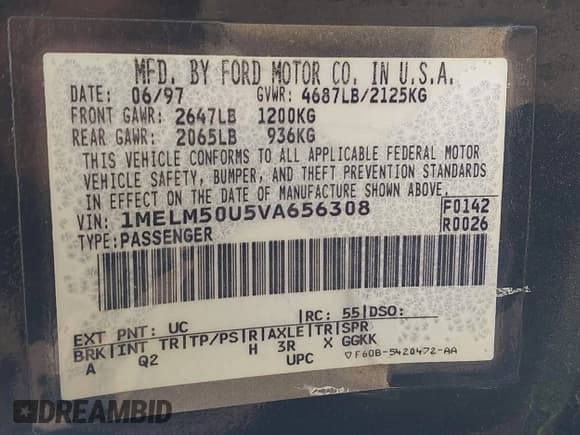 MFD. BY FORD MOTOR CO. IN U.S.A.
DATE: 06/97 GVWR: 4687LB/2125KG
FRONT GAWR: 2647LB 1200KG
REAR GAWR: 2065LB 936KG
THIS VEHICLE CONFORMS TO ALL APPLICABLE FEDERAL MOTOR
VEHICLE SAFETY, BUMPER, AND THEFT PREVENTION STANDARDS
IN EFFECT ON THE DATE OF MANUFACTURE SHOWN ABOVE.
VIN: 1MELM50U5VA656308 F0142
TYPE: PASSENGER R0026
EXT PNT: UC |RC: 55|DSO:
BRK|INT TR|TP/PS|R|AXLE|TR|SPR
A Q2 H 3R X GGKK
UPC ▽F60B-5420472-AA
DREAMBID